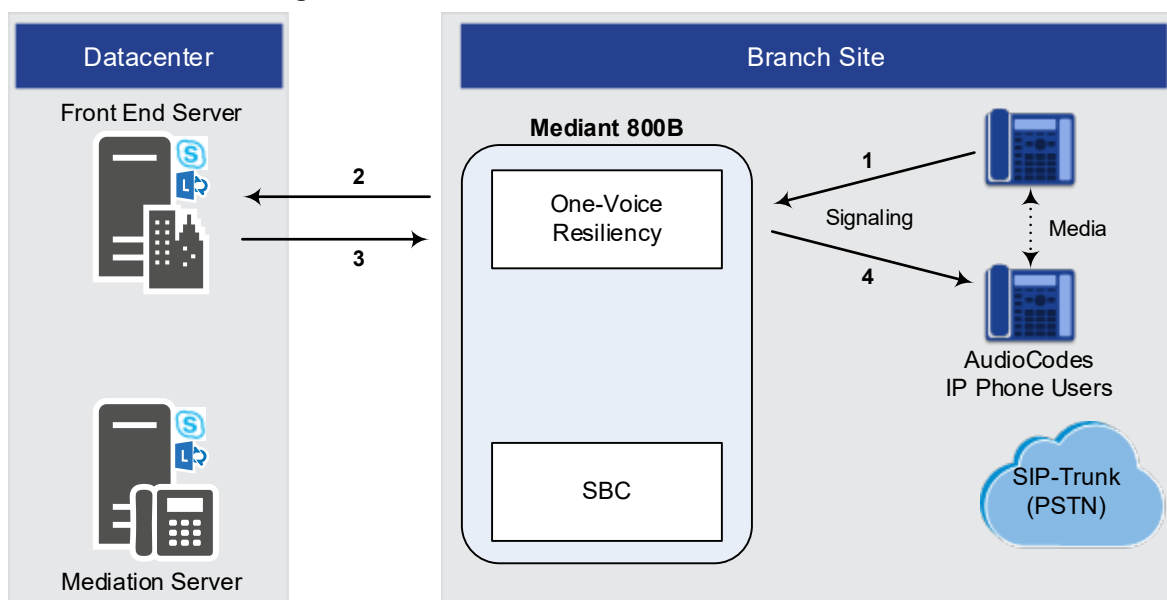 Datacenter
Branch Site
Front End Server
S
L
Mediant 800B
One-Voice
Resiliency
2
3
1
Signaling
4
Media
AudioCodes
IP Phone Users
S
L
SBC
SIP-Trunk
(PSTN)
Mediation Server